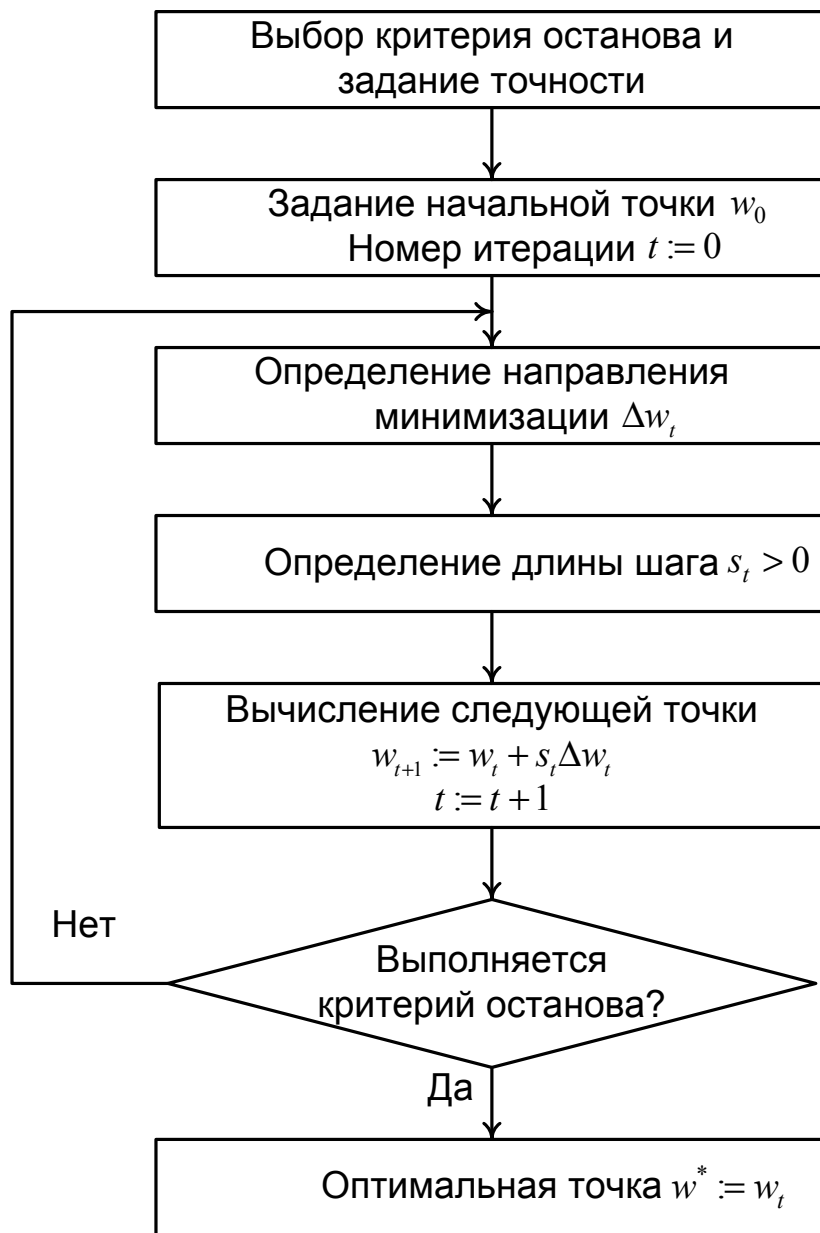 Выбор критерия останова и
задание точности
Задание начальной точки w₀
Номер итерации t := 0
Определение направления
минимизации Δwₜ
Определение длины шага sₜ > 0
Вычисление следующей точки
wₜ₊₁ := wₜ + sₜΔwₜ
t := t + 1
Нет
Выполняется
критерий останова?
Да
Оптимальная точка w* := wₜ